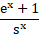 eˣ + 1
sˣ